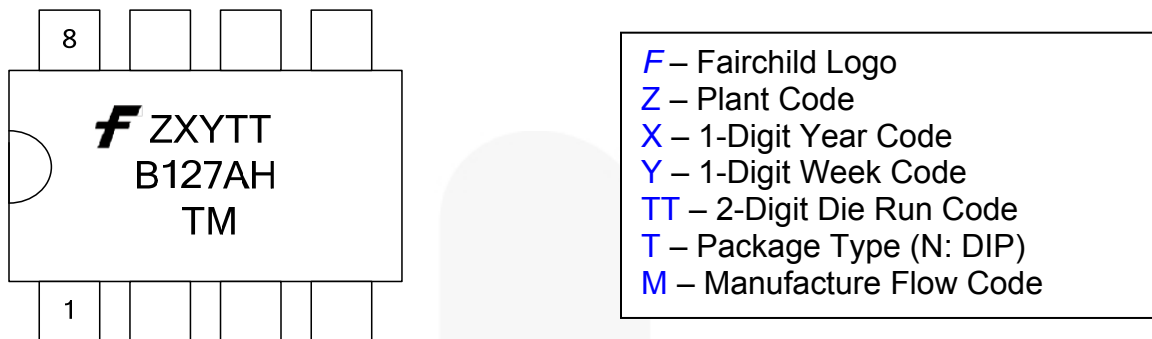 8
ZXYTT
B127AH
TM
1
F – Fairchild Logo
Z – Plant Code
X – 1-Digit Year Code
Y – 1-Digit Week Code
TT – 2-Digit Die Run Code
T – Package Type (N: DIP)
M – Manufacture Flow Code